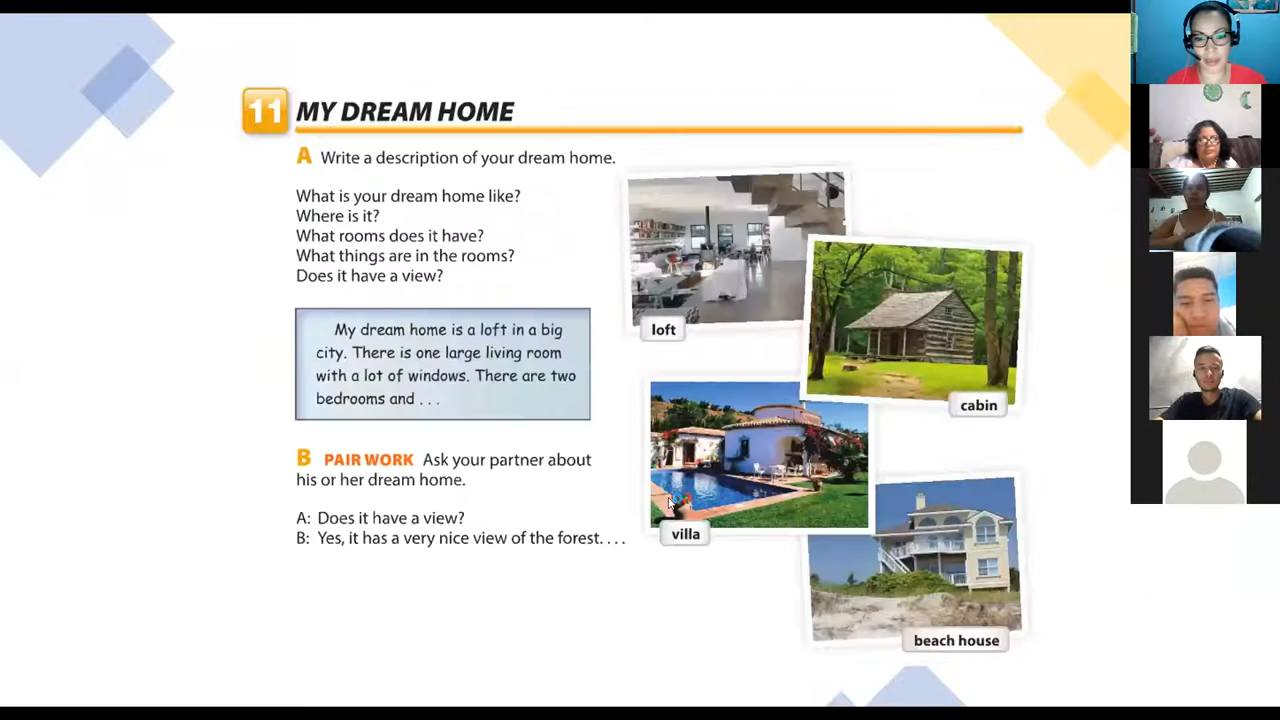 11 MY DREAM HOME
A Write a description of your dream home.
What is your dream home like?
Where is it?
What rooms does it have?
What things are in the rooms?
Does it have a view?
My dream home is a loft in a big
city. There is one large living room
with a lot of windows. There are two
bedrooms and . . .
B PAIR WORK Ask your partner about
his or her dream home.
A: Does it have a view?
B: Yes, it has a very nice view of the forest. . . .
loft
cabin
villa
beach house